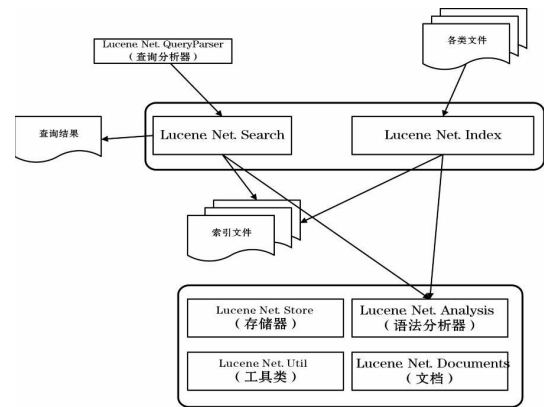 各类文件
Lucene. Net. QueryParser
（查询分析器）
查询结果
Lucene. Net. Search
Lucene. Net. Index
索引文件
Lucene. Net. Store
（存储器）
Lucene. Net. Analysis
（语法分析器）
Lucene. Net. Util
（工具类）
Lucene. Net. Documents
（文档）